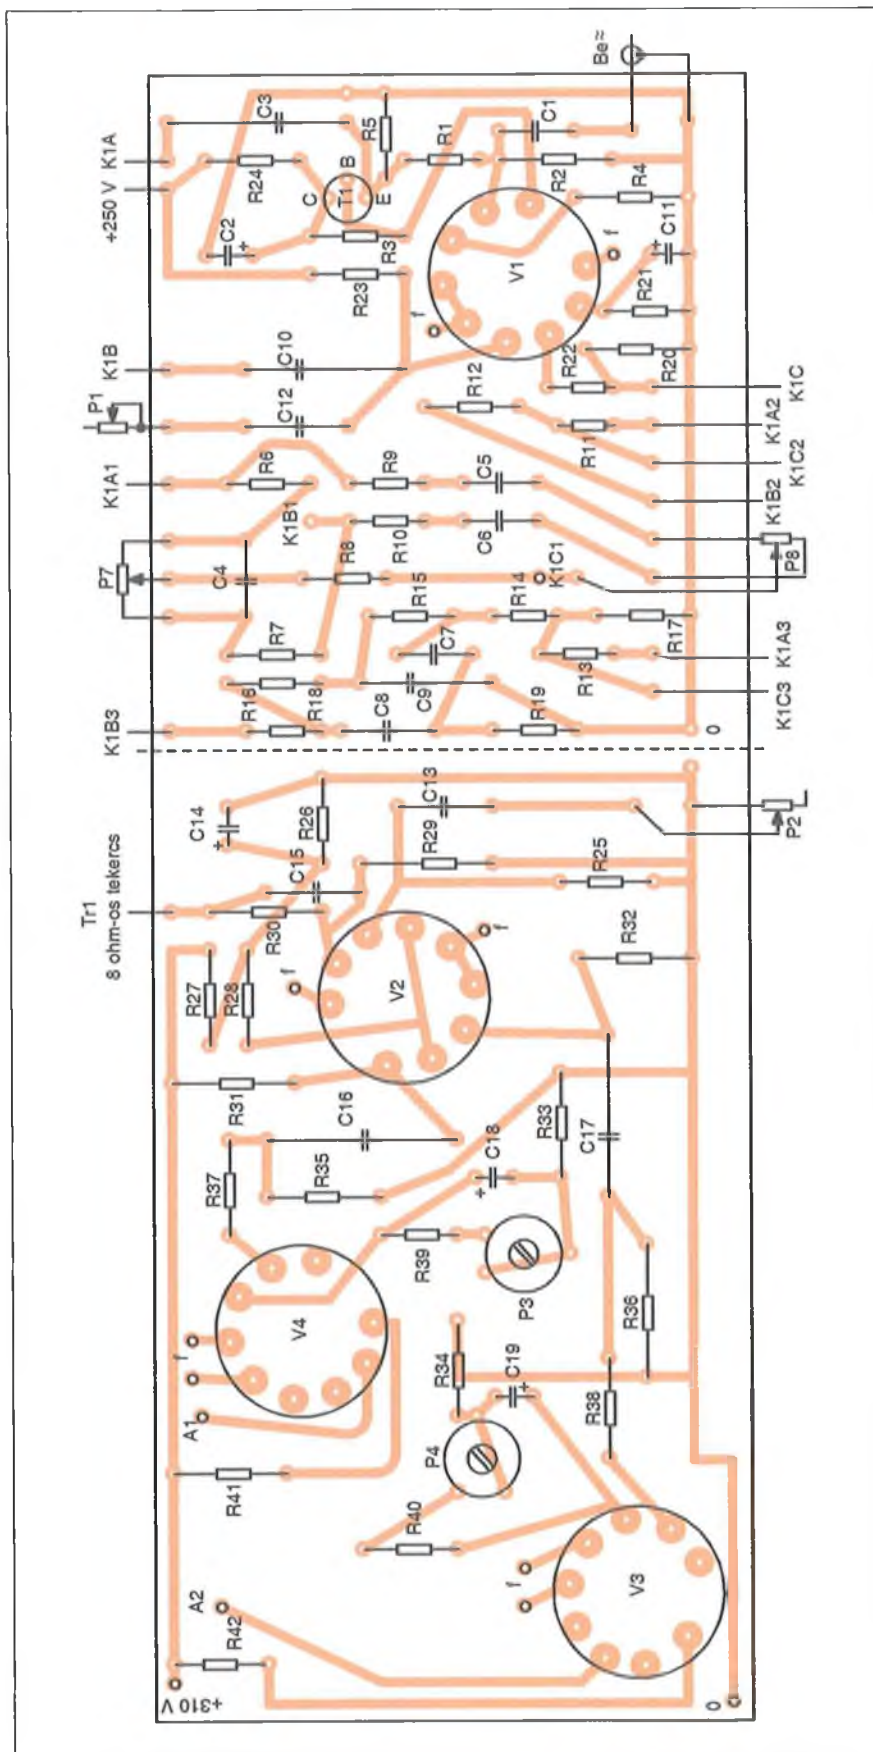 Be≈
K1A
+250 V
K1B
P1
K1A1
P7
K1B3
Tr1
8 ohm-os tekercs
C3
R5
R1
C1
R24
C
T1
B
E
R2
R4
C2
+
R3
R23
V1
f
f
+
C11
R21
R20
R22
C10
C12
R12
R11
K1C
K1A2
K1C2
K1B2
P8
R6
K1B1
R9
C5
R10
C6
C4
R8
K1C1
R15
R14
R17
R7
C7
R13
K1A3
K1C3
R16
R18
C9
C8
R19
0
C14
+
R26
C13
R29
P2
C15
R25
R30
R32
R27
R28
f
V2
f
R31
C16
R33
C17
R37
R35
+
C18
R39
P3
R36
V4
f
R34
C19
+
R38
A1
P4
R41
R40
f
V3
A2
R42
+310 V
0